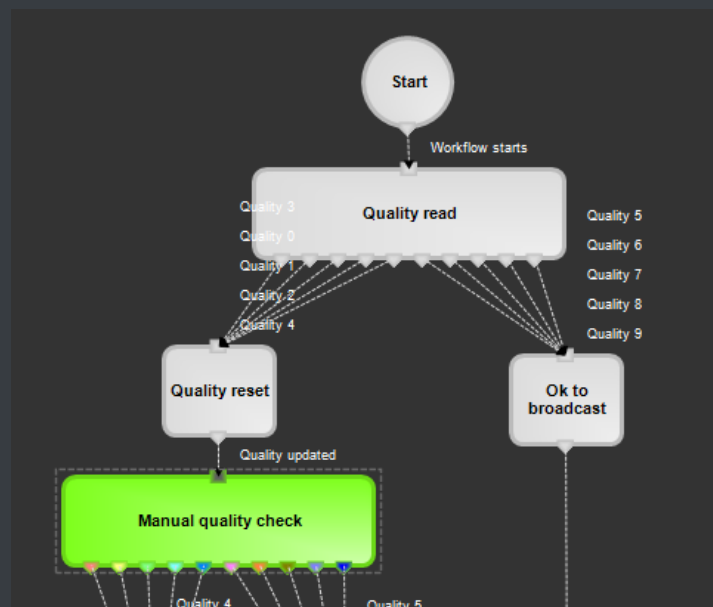 Start
Workflow starts
Quality read
Quality 3
Quality 0
Quality 1
Quality 2
Quality 4
Quality 5
Quality 6
Quality 7
Quality 8
Quality 9
Quality reset
Ok to
broadcast
Quality updated
Manual quality check
Quality 4
Quality 5